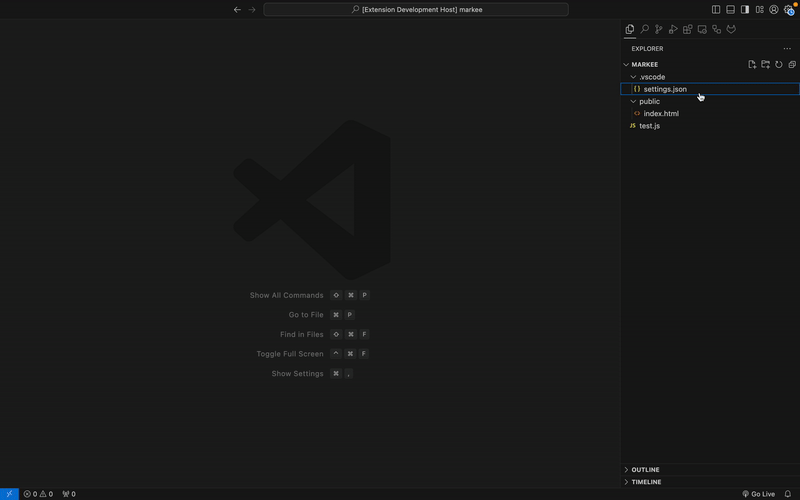 [Extension Development Host] markee
EXPLORER
MARKEE
.vscode
{ } settings.json
public
<> index.html
JS test.js
Show All Commands ⇧ ⌘ P
Go to File ⌘ P
Find in Files ⇧ ⌘ F
Toggle Full Screen ^ ⌘ F
Show Settings ⌘ ,
OUTLINE
TIMELINE
0 0 0
Go Live